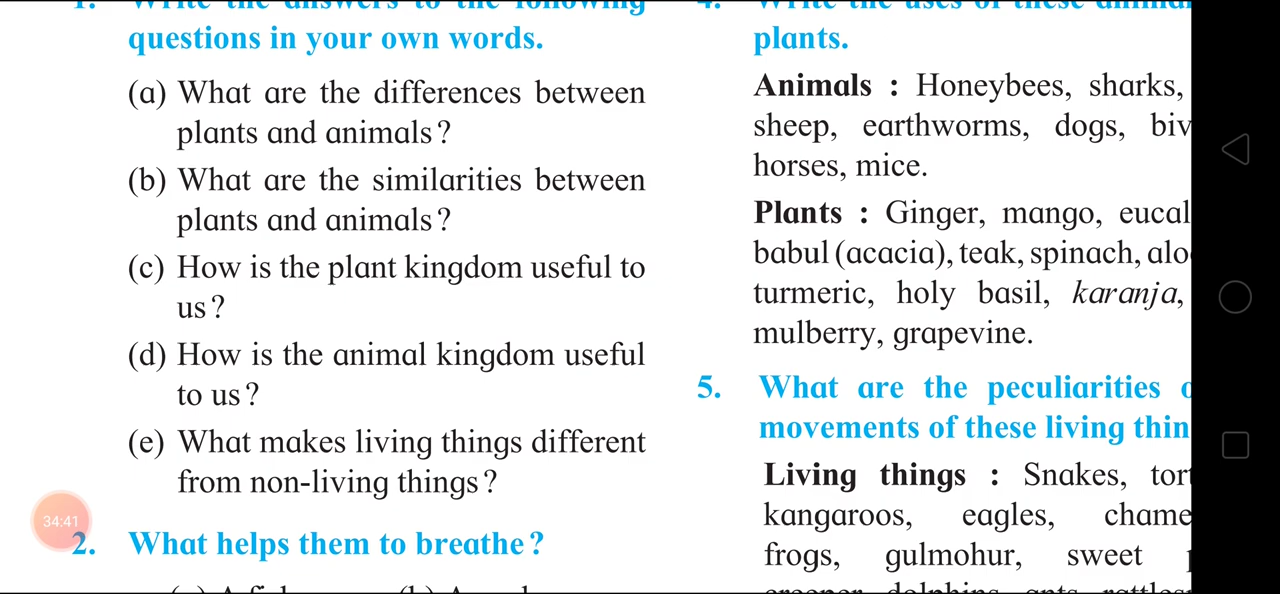 questions in your own words.
(a) What are the differences between
plants and animals?
(b) What are the similarities between
plants and animals?
(c) How is the plant kingdom useful to
us?
(d) How is the animal kingdom useful
to us?
(e) What makes living things different
from non-living things?
34:41
2. What helps them to breathe?
plants.
Animals : Honeybees, sharks,
sheep, earthworms, dogs,
horses, mice.
Plants : Ginger, mango,
babul (acacia), teak, spinach,
turmeric, holy basil, karanja,
mulberry, grapevine.
5. What are the peculiarities
movements of these living
Living things : Snakes,
kangaroos, eagles,
frogs, gulmohur, sweet